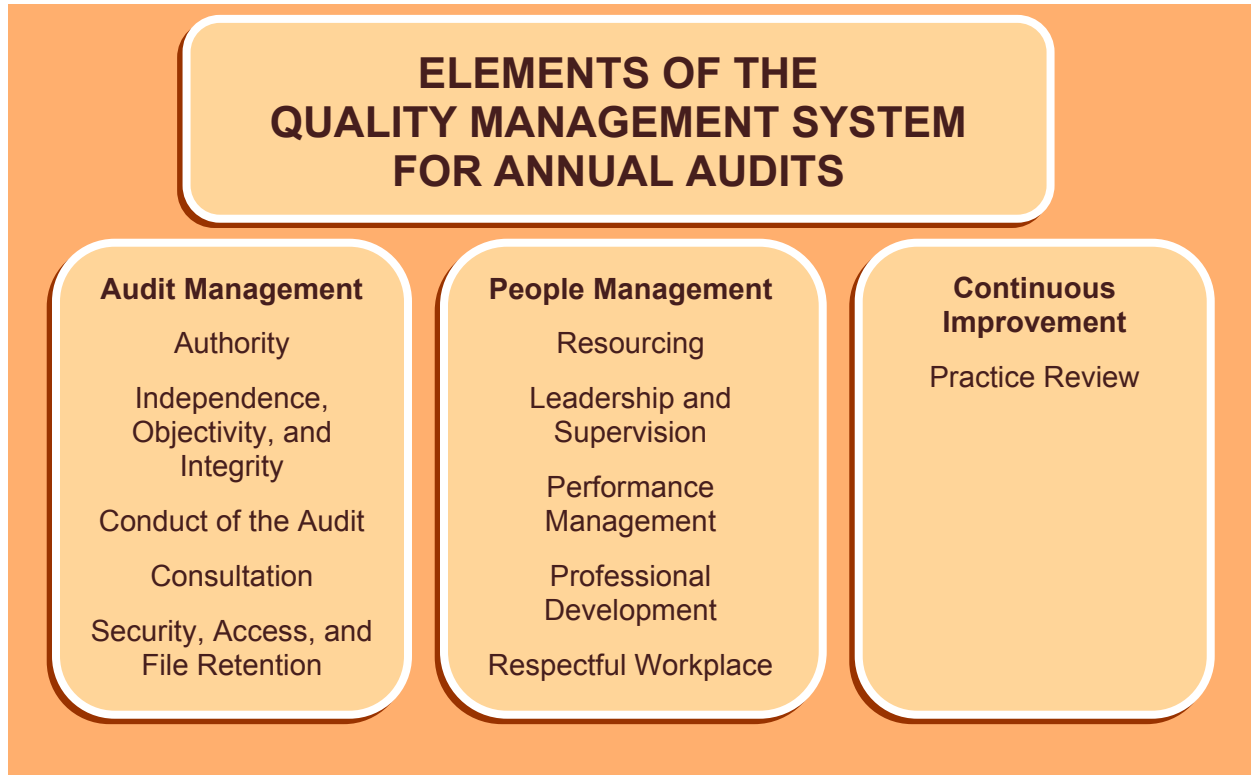 ELEMENTS OF THE
QUALITY MANAGEMENT SYSTEM
FOR ANNUAL AUDITS
Audit Management
Authority
Independence,
Objectivity, and
Integrity
Conduct of the Audit
Consultation
Security, Access, and
File Retention
People Management
Resourcing
Leadership and
Supervision
Performance
Management
Professional
Development
Respectful Workplace
Continuous
Improvement
Practice Review